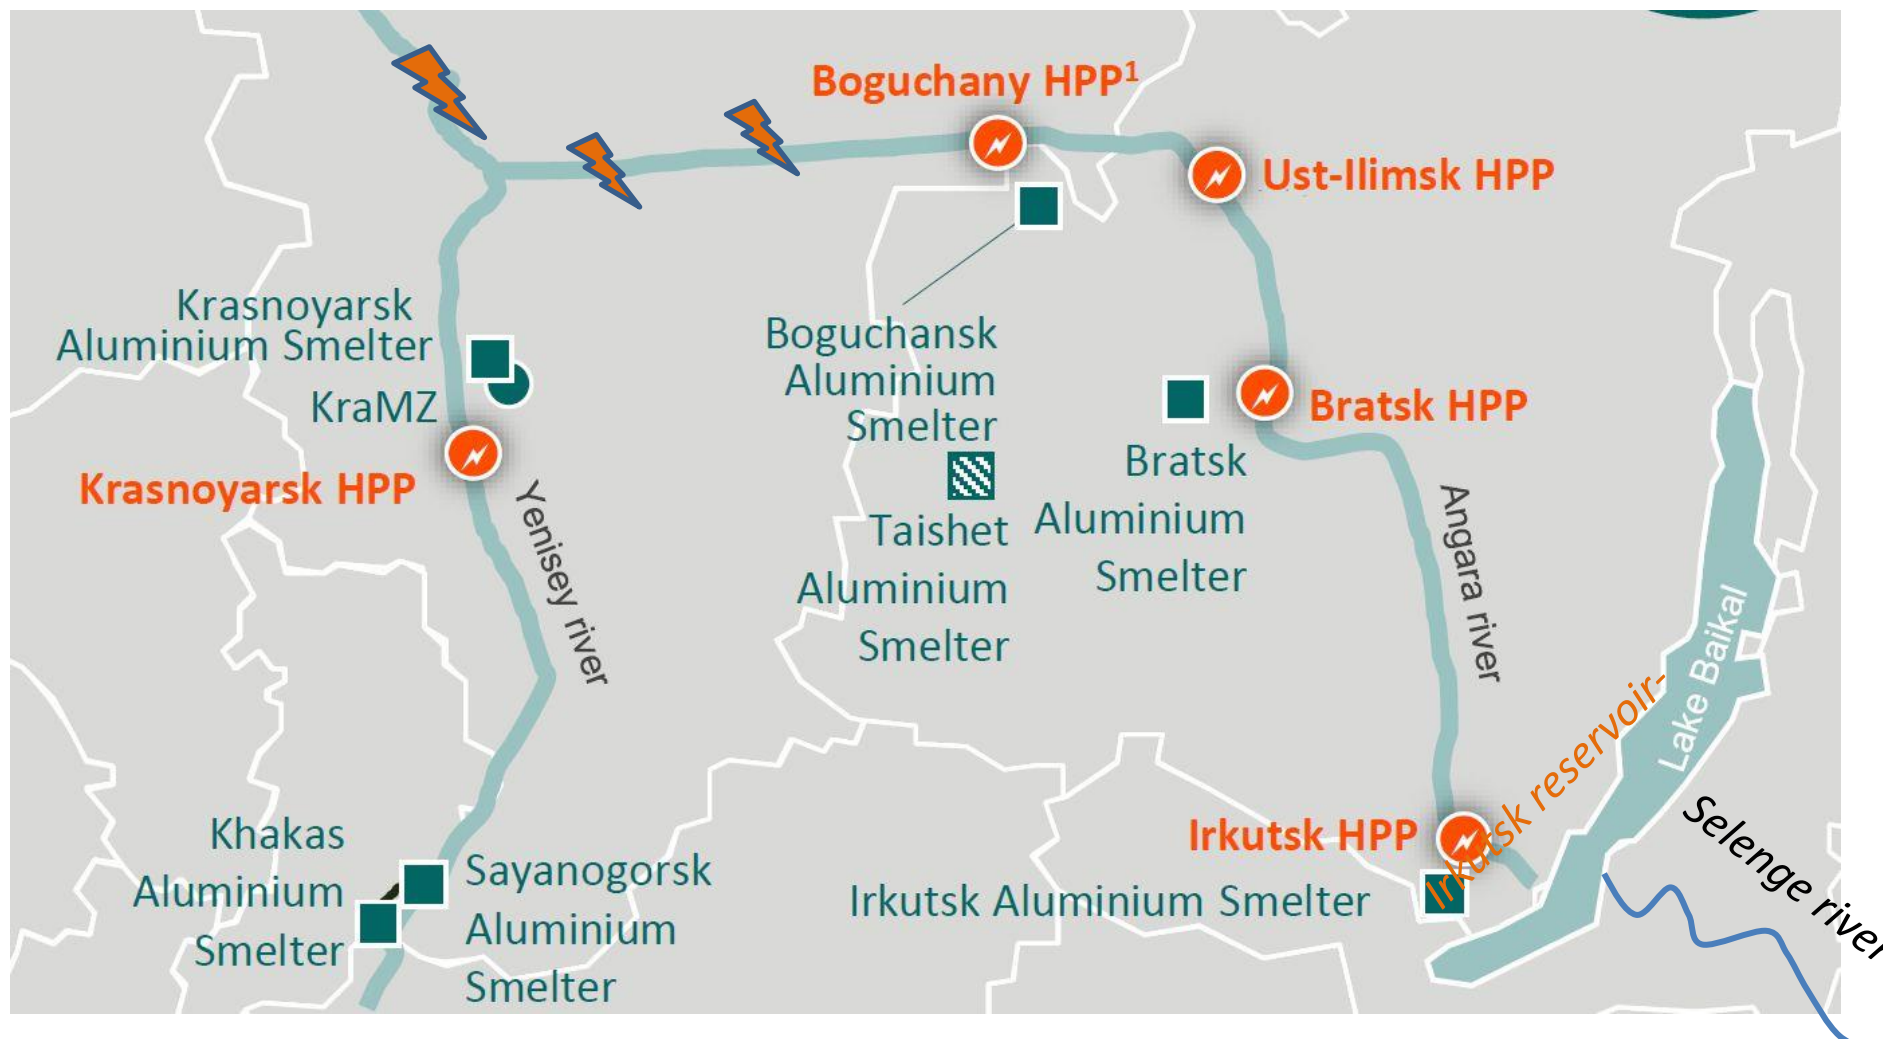 Boguchany HPP¹
Ust-Ilimsk HPP
Krasnoyarsk
Aluminium Smelter
KraMZ
Krasnoyarsk HPP
Yenisey river
Boguchansk
Aluminium
Smelter
Taishet
Aluminium
Smelter
Bratsk HPP
Bratsk
Aluminium
Smelter
Angara river
Lake Baikal
Irkutsk reservoir-
Selenge river
Irkutsk HPP
Irkutsk Aluminium Smelter
Khakas
Aluminium
Smelter
Sayanogorsk
Aluminium
Smelter